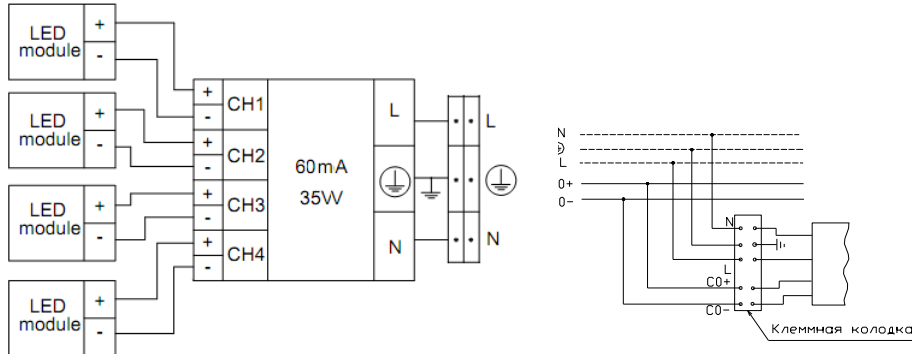 LED
module
+
-
LED
module
+
-
LED
module
+
-
LED
module
+
-
+
-
CH1
+
-
CH2
+
-
CH3
+
-
CH4
60mA
35W
L
N
L
N
N
L
0+
0-
N
L
C0+
C0-
Клеммная колодка